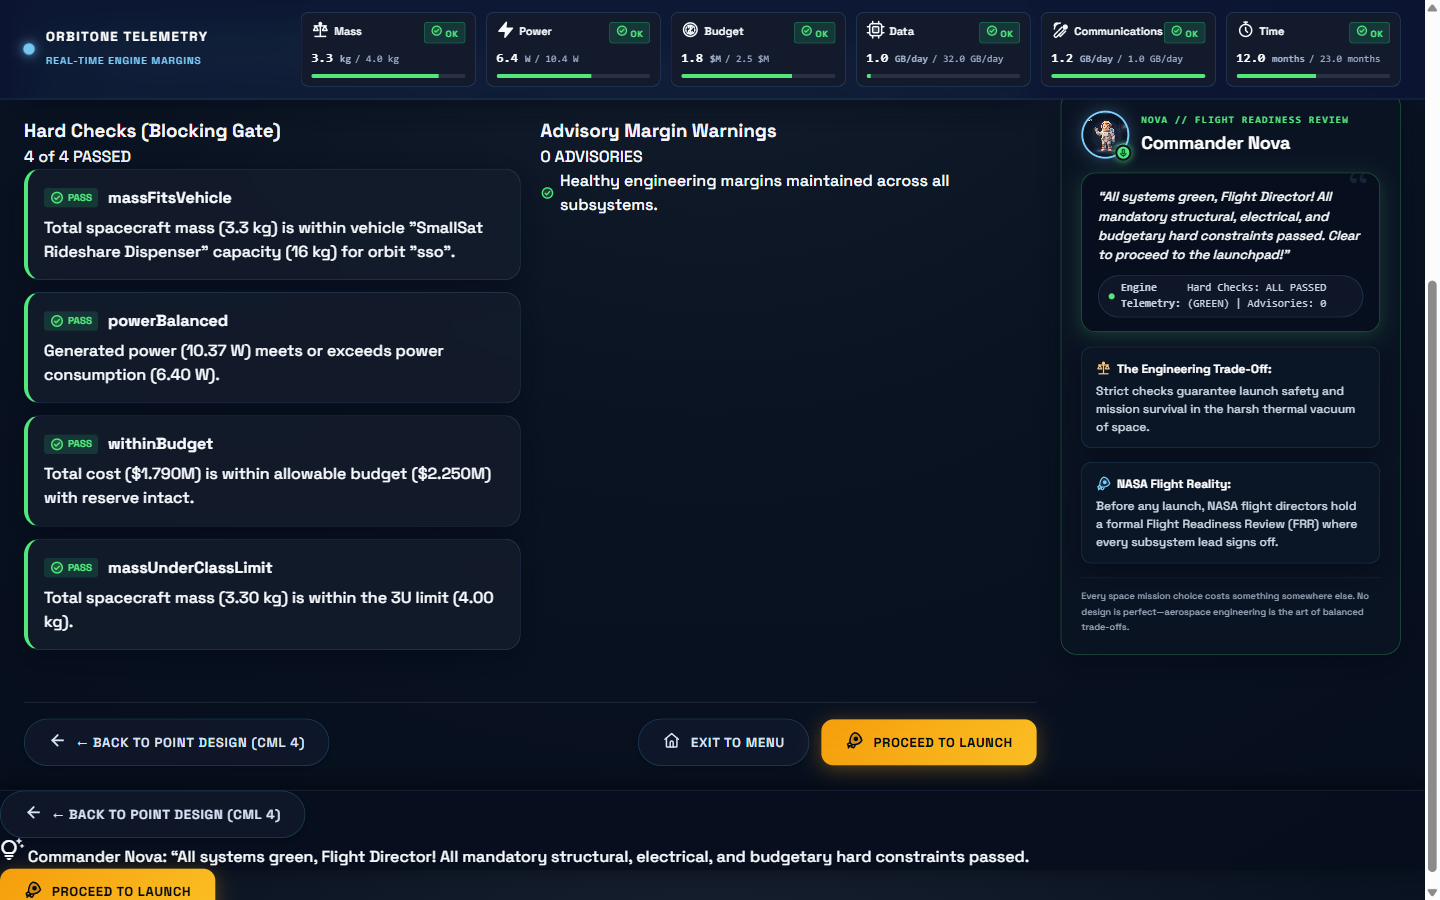 ORBITONE TELEMETRY
REAL-TIME ENGINE MARGINS
Mass OK
3.3 kg / 4.0 kg
Power OK
6.4 W / 10.4 W
Budget OK
1.8 $M / 2.5 $M
Data OK
1.0 GB/day / 32.0 GB/day
Communications OK
1.2 GB/day / 1.0 GB/day
Time OK
12.0 months / 23.0 months
Hard Checks (Blocking Gate)
4 of 4 PASSED
PASS massFitsVehicle
Total spacecraft mass (3.3 kg) is within vehicle "SmallSat
Rideshare Dispenser" capacity (16 kg) for orbit "sso".
PASS powerBalanced
Generated power (10.37 W) meets or exceeds power
consumption (6.40 W).
PASS withinBudget
Total cost ($1.790M) is within allowable budget ($2.250M)
with reserve intact.
PASS massUnderClassLimit
Total spacecraft mass (3.30 kg) is within the 3U limit (4.00
kg).
Advisory Margin Warnings
0 ADVISORIES
Healthy engineering margins maintained across all
subsystems.
NOVA // FLIGHT READINESS REVIEW
Commander Nova
“
“All systems green, Flight Director! All
mandatory structural, electrical, and
budgetary hard constraints passed. Clear
to proceed to the launchpad!”
Engine Hard Checks: ALL PASSED
Telemetry: (GREEN) | Advisories: 0
The Engineering Trade-Off:
Strict checks guarantee launch safety and
mission survival in the harsh thermal vacuum
of space.
NASA Flight Reality:
Before any launch, NASA flight directors hold
a formal Flight Readiness Review (FRR) where
every subsystem lead signs off.
Every space mission choice costs something somewhere else. No
design is perfect—aerospace engineering is the art of balanced
trade-offs.
← BACK TO POINT DESIGN (CML 4)
EXIT TO MENU
PROCEED TO LAUNCH
← BACK TO POINT DESIGN (CML 4)
Commander Nova: “All systems green, Flight Director! All mandatory structural, electrical, and budgetary hard constraints passed.
PROCEED TO LAUNCH